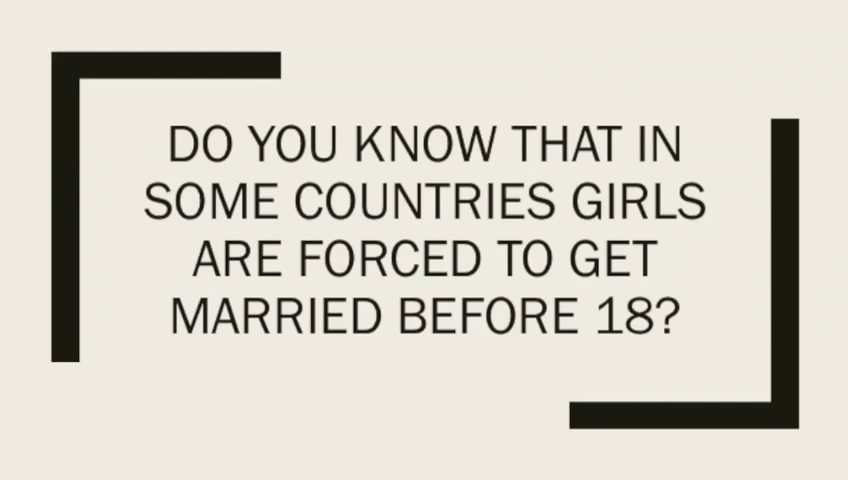 DO YOU KNOW THAT IN
SOME COUNTRIES GIRLS
ARE FORCED TO GET
MARRIED BEFORE 18?